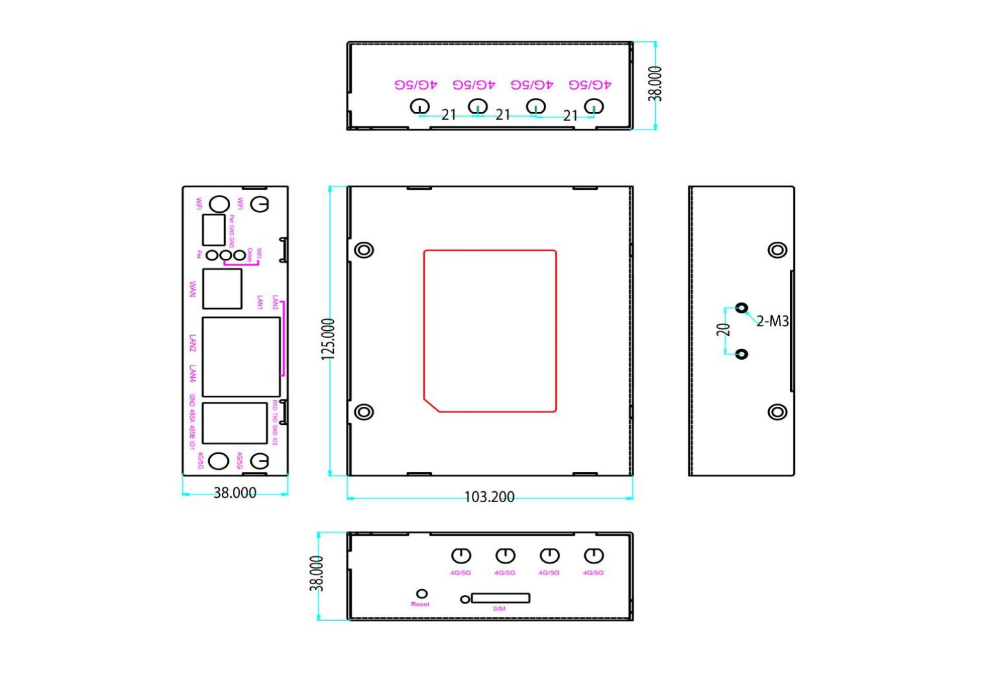 4G/5G 4G/5G 4G/5G 4G/5G
21 21 21
38.000
WIFI WIFI
Pwr GND GND
Pwr Online WIFI
WAN
LAN1 LAN3
LAN2
LAN4
GND 485A 485B IO1
RXD TXD GND IO2
4G/5G 4G/5G
38.000
125.000
103.200
20
2-M3
38.000
4G/5G 4G/5G 4G/5G 4G/5G
Reset
SIM